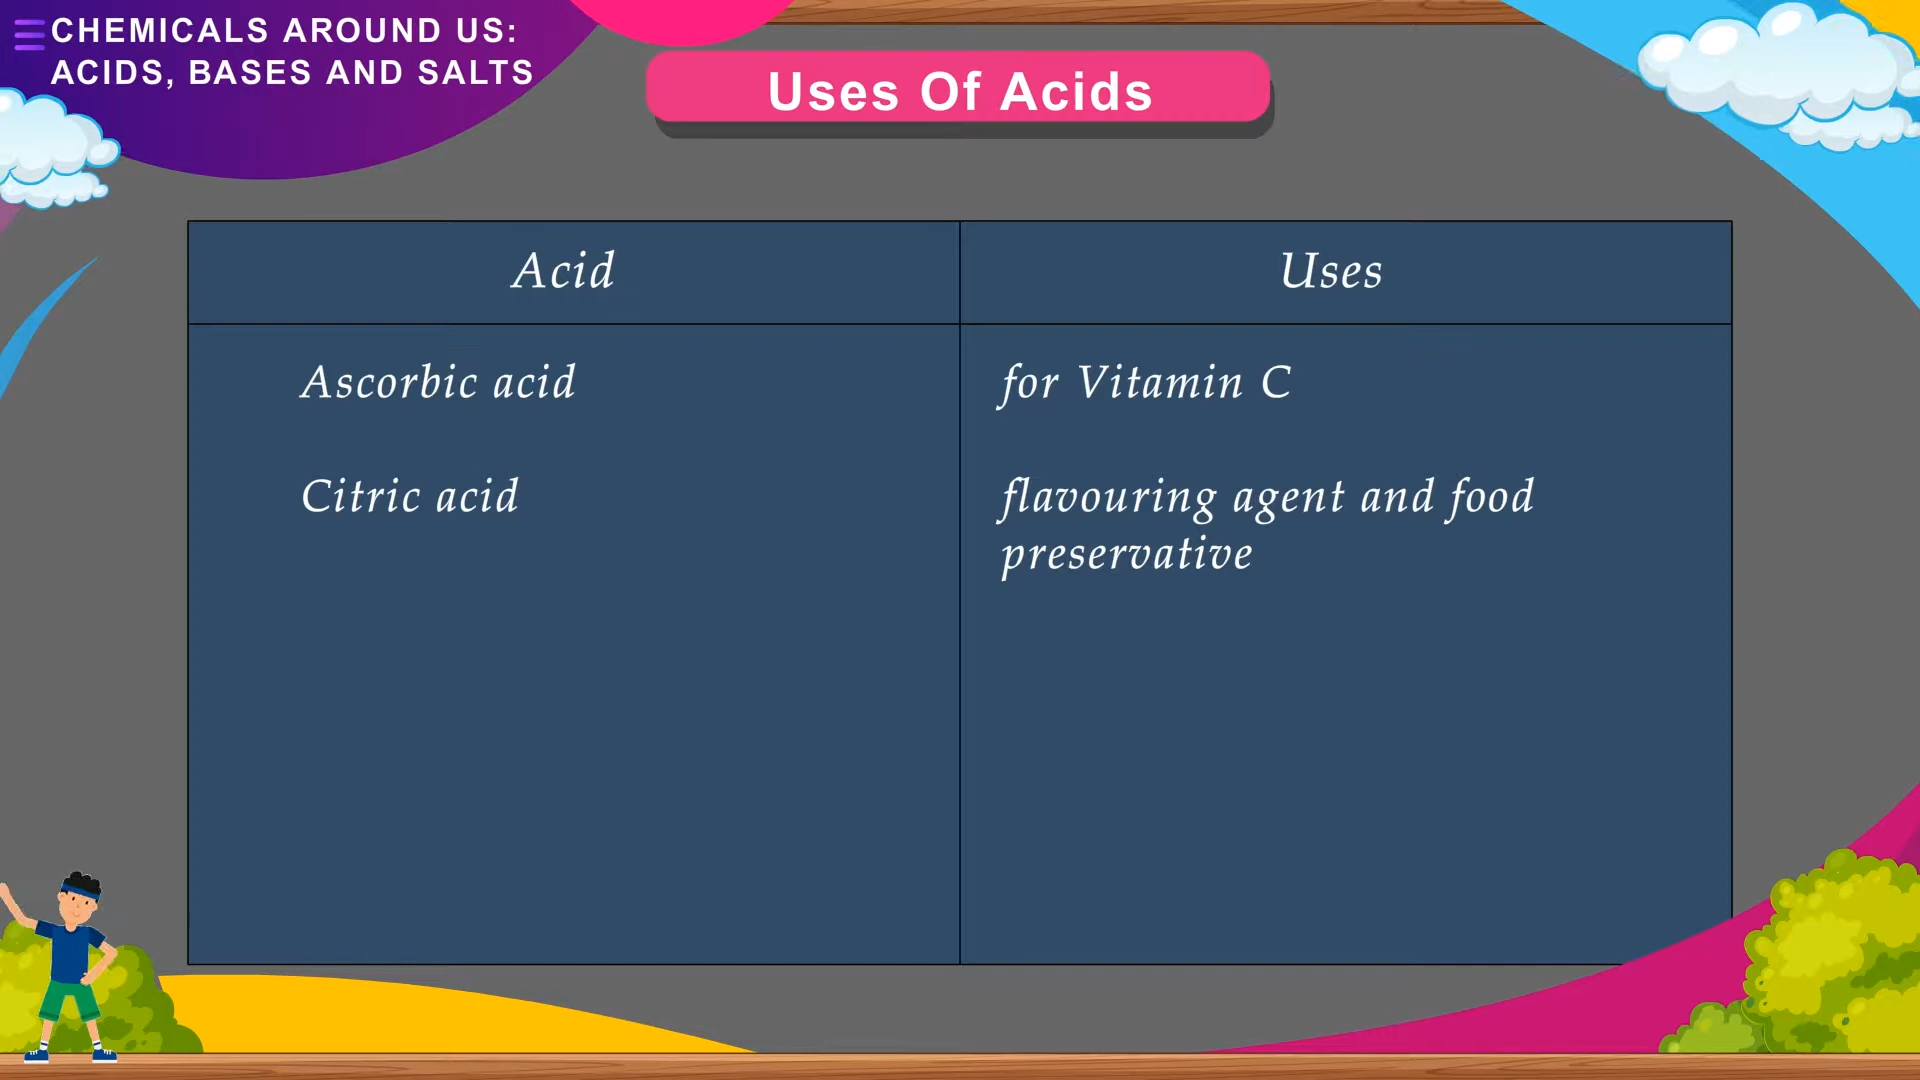 CHEMICALS AROUND US:
ACIDS, BASES AND SALTS
Uses Of Acids
Acid
Uses
Ascorbic acid
for Vitamin C
Citric acid
flavouring agent and food
preservative